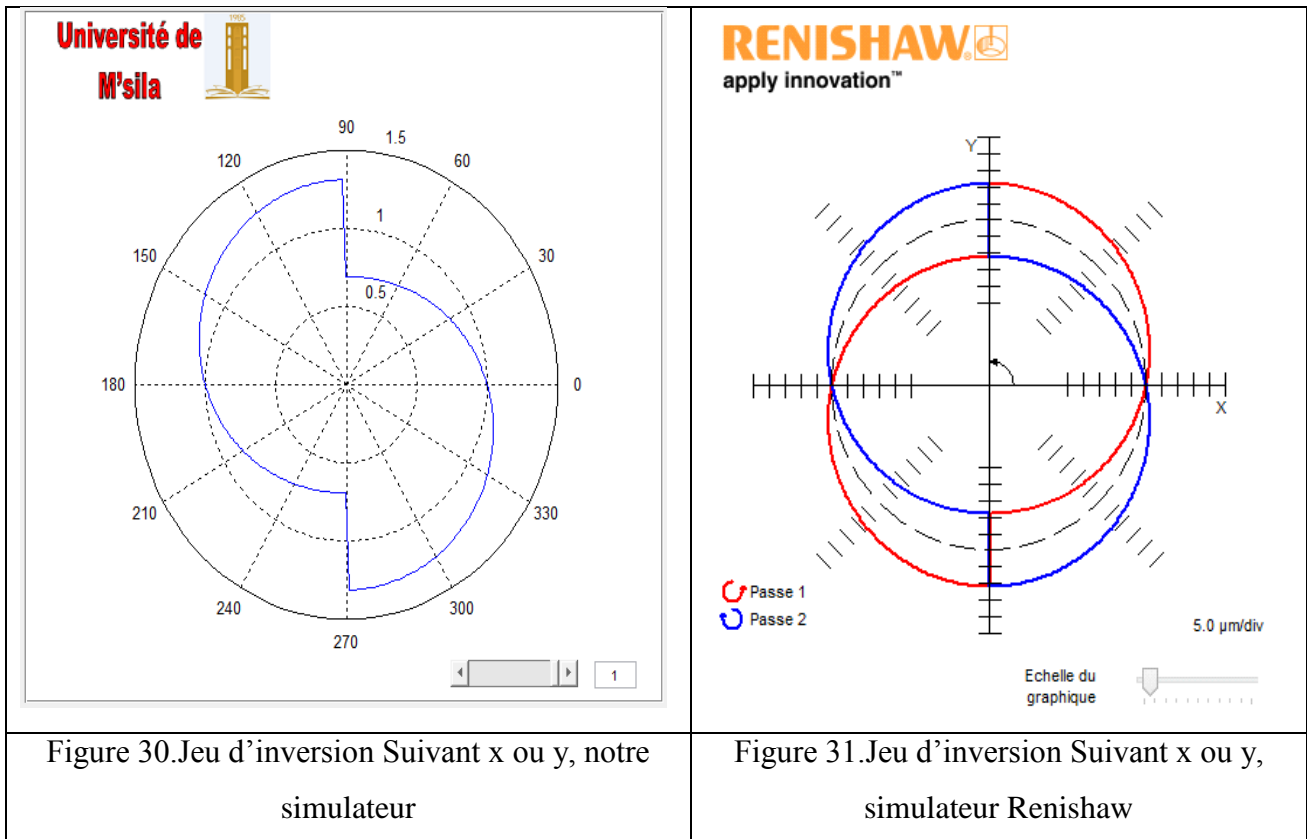 Université de
M'sila
1985
90
1.5
120
60
1
150
30
0.5
180
0
210
330
240
300
270
1
RENISHAW
apply innovation™
Y
X
Passe 1
Passe 2
5.0 µm/div
Echelle du
graphique
Figure 30.Jeu d’inversion Suivant x ou y, notre
simulateur
Figure 31.Jeu d’inversion Suivant x ou y,
simulateur Renishaw